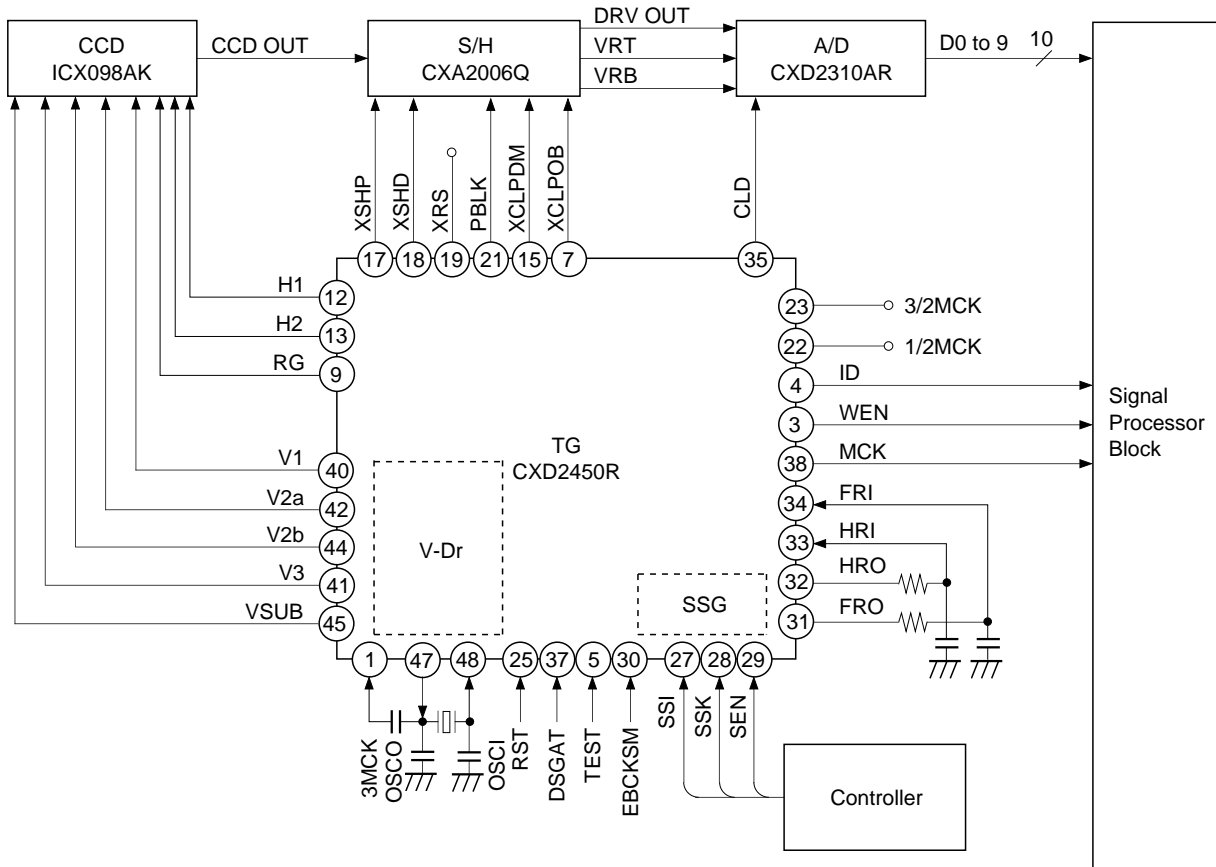 DRV OUT
CCD
ICX098AK
CCD OUT
S/H
CXA2006Q
VRT
VRB
A/D
CXD2310AR
D0 to 9
10
XSHP
XSHD
XRS
PBLK
XCLPDM
XCLPOB
CLD
17
18
19
21
15
7
35
H1
12
H2
13
RG
9
V1
40
V2a
42
V2b
44
V3
41
VSUB
45
TG
CXD2450R
V-Dr
SSG
23
3/2MCK
22
1/2MCK
4
ID
3
WEN
38
MCK
34
FRI
33
HRI
32
HRO
31
FRO
Signal
Processor
Block
1
47
48
25
37
5
30
27
28
29
3MCK
OSCO
OSCI
RST
DSGAT
TEST
EBCKSM
SSI
SSK
SEN
Controller